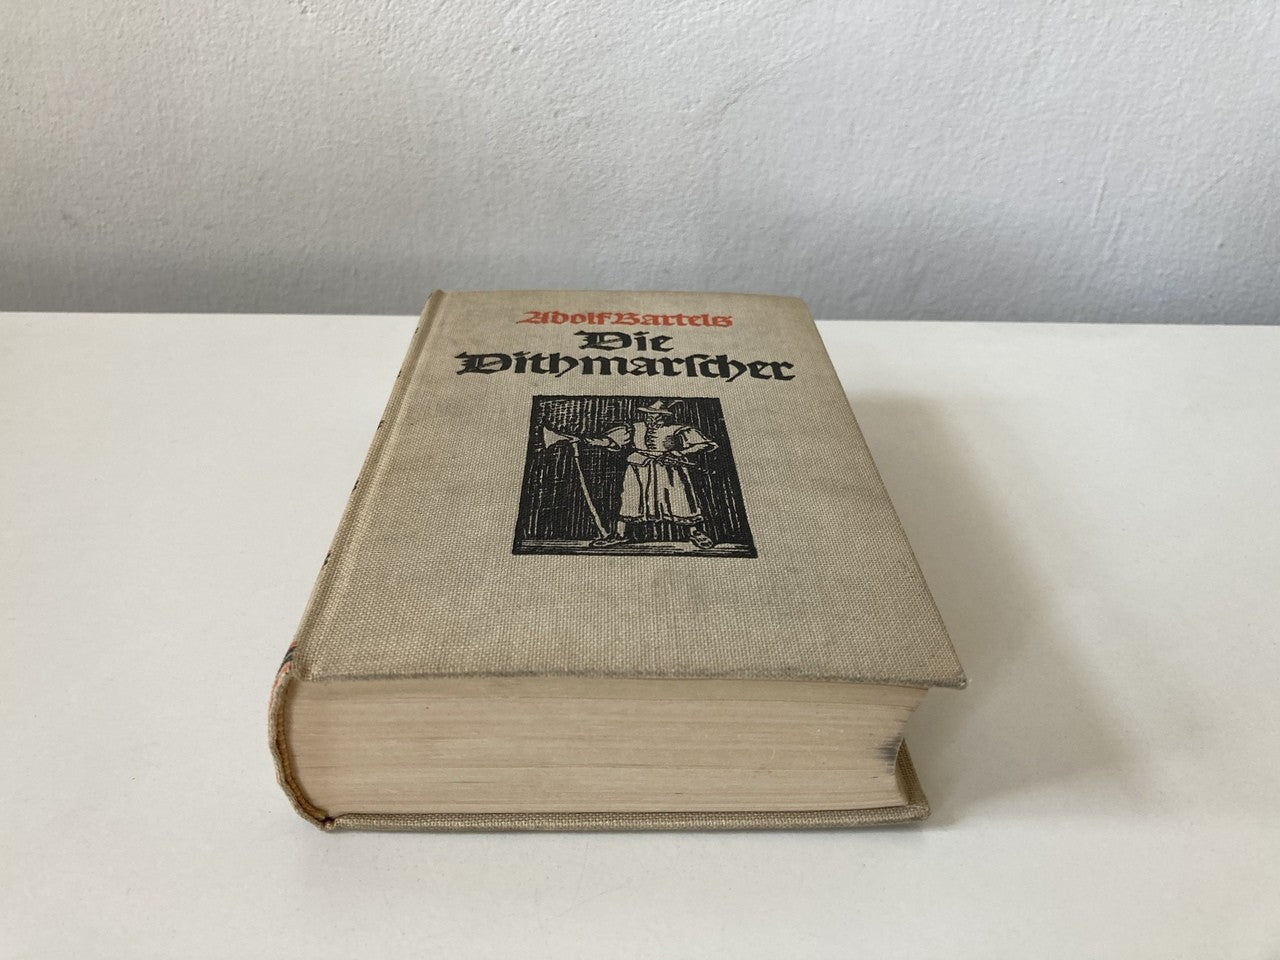 Adolf Bartels
Die
Dithmarſcher